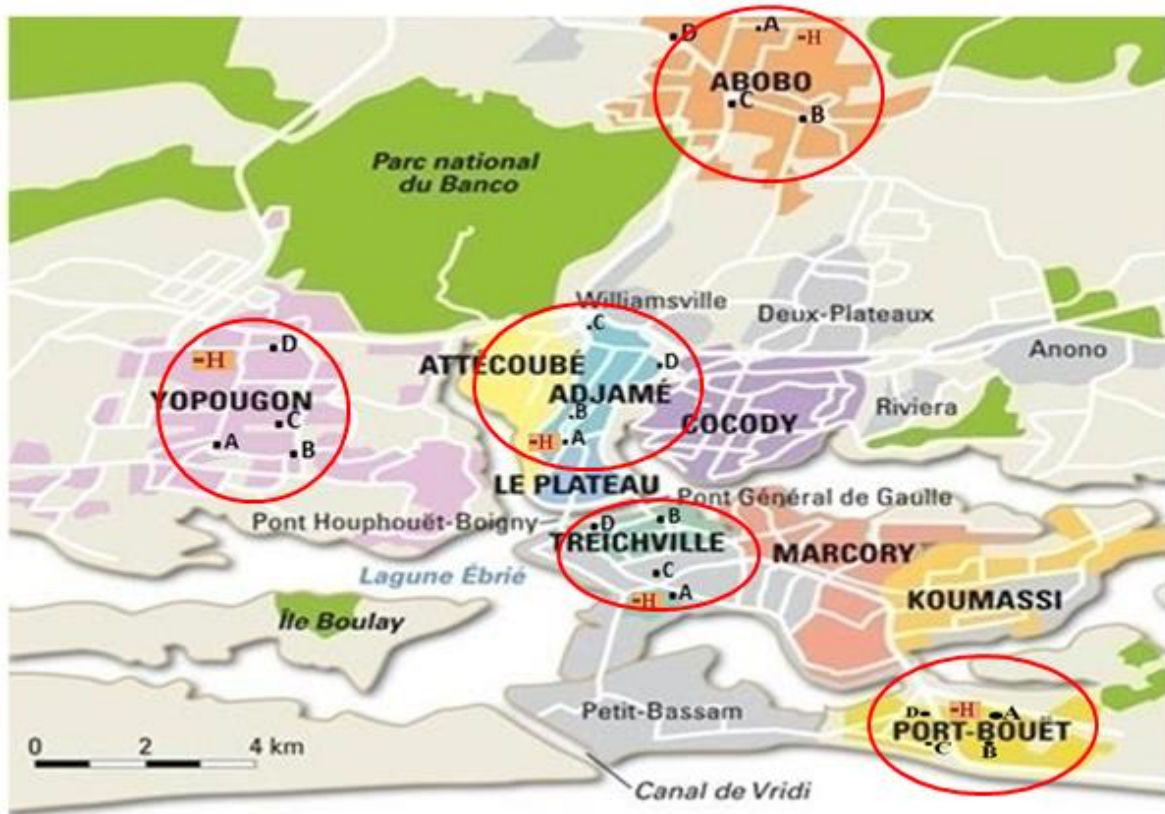 A
D
-H
ABOBO
C
B
Parc national
du Banco
Williamsville
C
Deux-Plateaux
D
-H
ATTÉCOUBÉ
D
Anono
YOPOUGON
ADJAMÉ
Riviera
B
COCODY
C
A
B
-H
A
LE PLATEAU
Pont Général de Gaulle
Pont Houphouët-Boigny
D
B
TREICHVILLE
MARCORY
Lagune Ébrié
C
KOUMASSI
-H
A
Île Boulay
Petit-Bassam
D
-H
A
PORT-BOUËT
C
B
0 2 4 km
Canal de Vridi